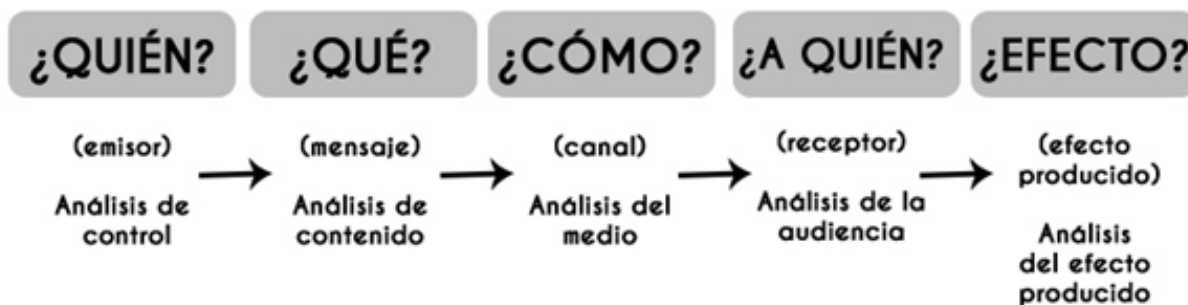 ¿QUIÉN?
¿QUÉ?
¿CÓMO?
¿A QUIÉN?
¿EFECTO?
(emisor)
Análisis de
control
(mensaje)
Análisis de
contenido
(canal)
Análisis del
medio
(receptor)
Análisis de la
audiencia
(efecto
producido)
Análisis
del efecto
producido